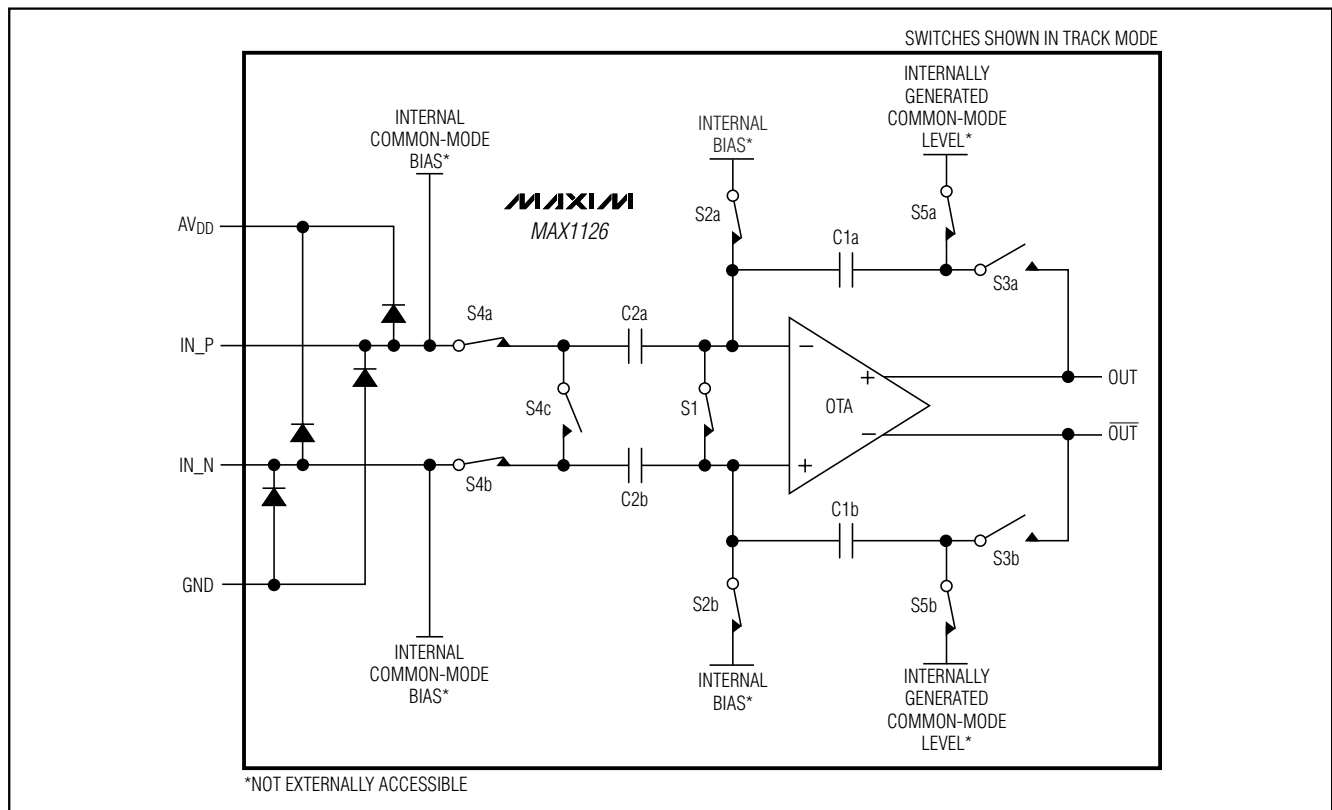 SWITCHES SHOWN IN TRACK MODE
INTERNAL
COMMON-MODE
BIAS*
INTERNAL
BIAS*
INTERNALLY
GENERATED
COMMON-MODE
LEVEL*
MAXIM
MAX1126
AVDD
S2a
S5a
C1a
S3a
S4a
C2a
IN_P
−
+
OUT
S4c
S1
OTA
−
OUT
IN_N
+
S4b
C2b
C1b
S3b
GND
S2b
S5b
INTERNAL
COMMON-MODE
BIAS*
INTERNAL
BIAS*
INTERNALLY
GENERATED
COMMON-MODE
LEVEL*
*NOT EXTERNALLY ACCESSIBLE